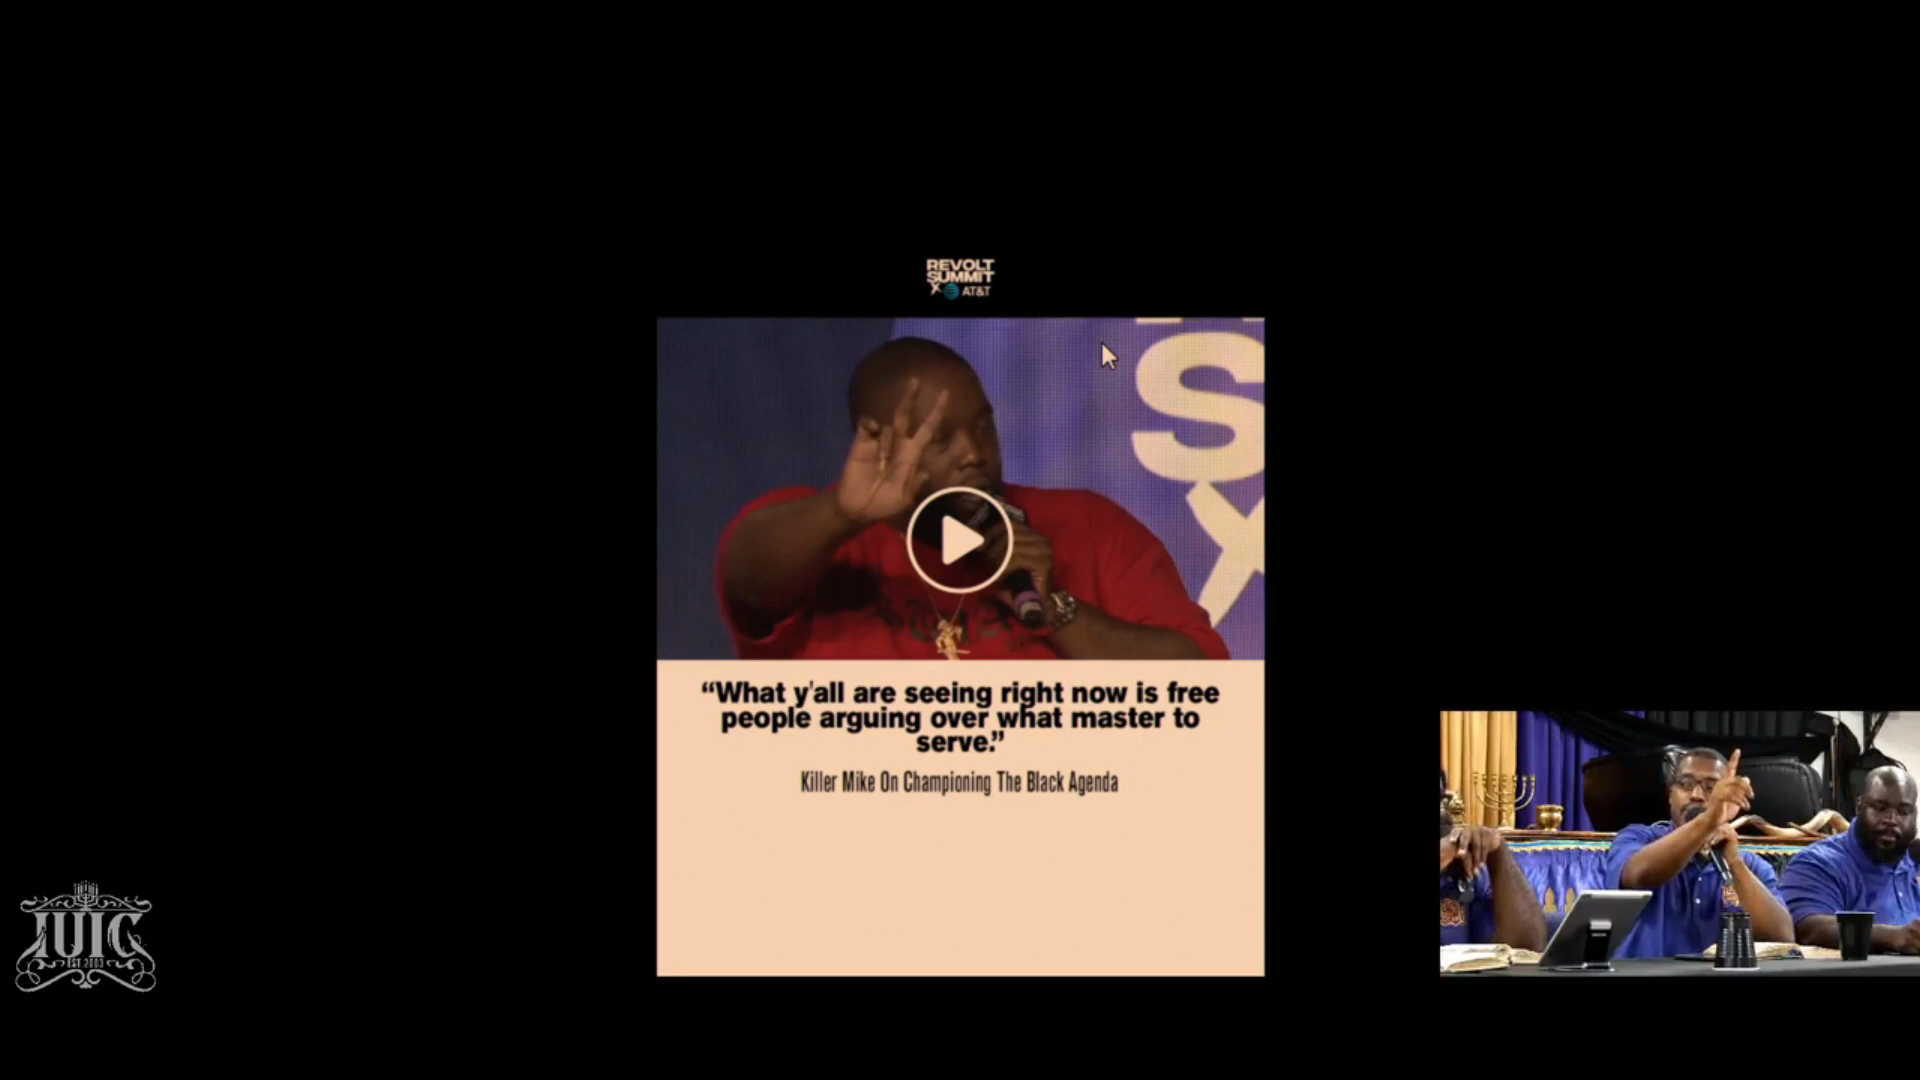 REVOLT
SUMMIT
X AT&T
S
X
“What y'all are seeing right now is free
people arguing over what master to
serve.”
Killer Mike On Championing The Black Agenda
IUIC
EST. 2003